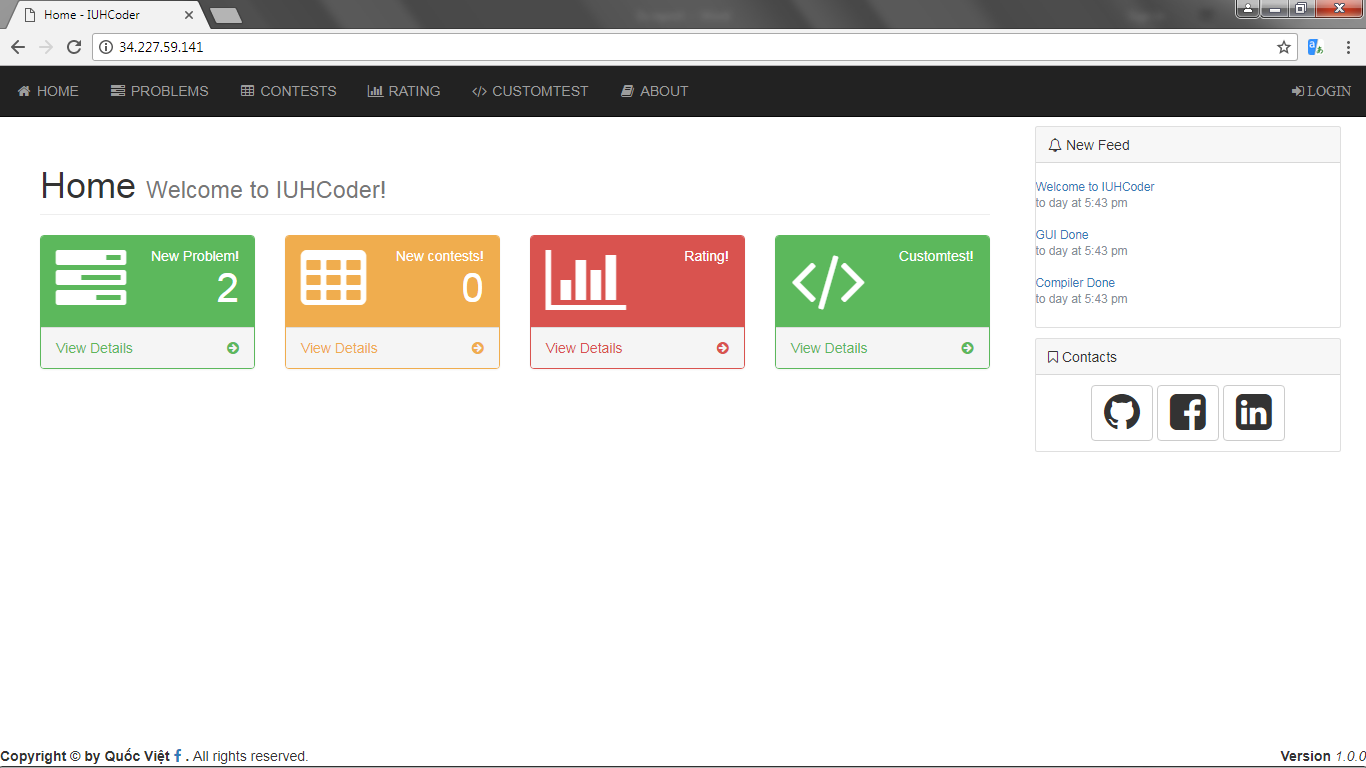 Home - IUHCoder
34.227.59.141
HOME PROBLEMS CONTESTS RATING CUSTOMTEST ABOUT LOGIN
Home Welcome to IUHCoder!
New Problem!
2
View Details
New contests!
0
View Details
Rating!
View Details
Customtest!
View Details
New Feed
Welcome to IUHCoder
to day at 5:43 pm
GUI Done
to day at 5:43 pm
Compiler Done
to day at 5:43 pm
Contacts
Copyright © by Quốc Việt f . All rights reserved.
Version 1.0.0